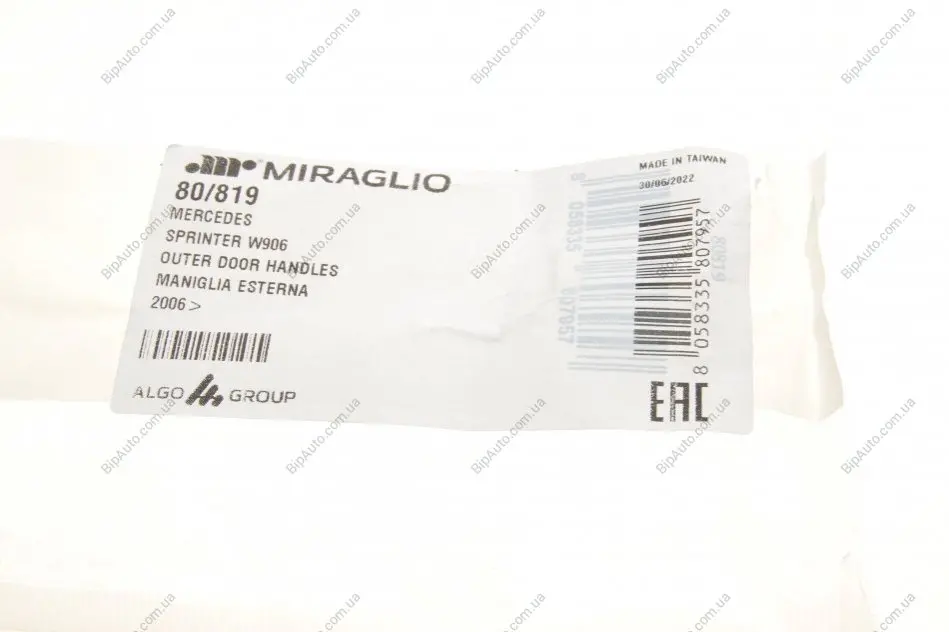 MIRAGLIO
80/819
MERCEDES
SPRINTER W906
OUTER DOOR HANDLES
MANIGLIA ESTERNA
2006 >
ALGO GROUP
MADE IN TAIWAN
30/06/2022
8 058335 807957
80819
EAC
BipAuto.com.ua